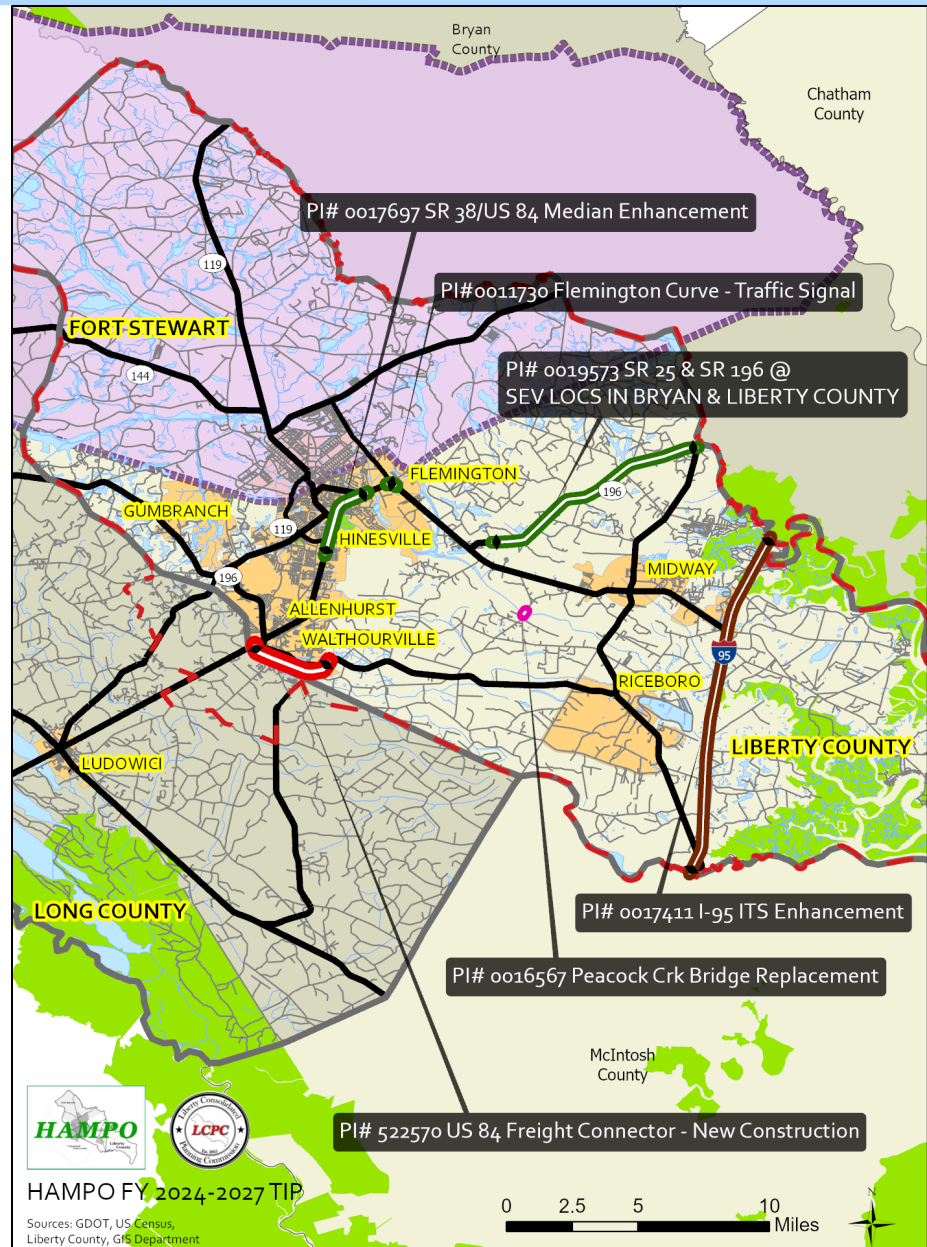 Bryan
County
Chatham
County
PI# 0017697 SR 38/US 84 Median Enhancement
119
PI#0011730 Flemington Curve - Traffic Signal
FORT STEWART
144
PI# 0019573 SR 25 & SR 196 @
SEV LOCS IN BRYAN & LIBERTY COUNTY
FLEMINGTON
196
GUMBRANCH
119
HINESVILLE
MIDWAY
196
ALLENHURST
WALTHOURVILLE
95
RICEBORO
LIBERTY COUNTY
LUDOWICI
LONG COUNTY
PI# 0017411 I-95 ITS Enhancement
PI# 0016567 Peacock Crk Bridge Replacement
McIntosh
County
HAMPO
Liberty Consolidated
LCPC
Planning Commission
PI# 522570 US 84 Freight Connector - New Construction
HAMPO FY 2024-2027 TIP
Sources: GDOT, US Census,
Liberty County, GIS Department
0 2.5 5 10
Miles
N